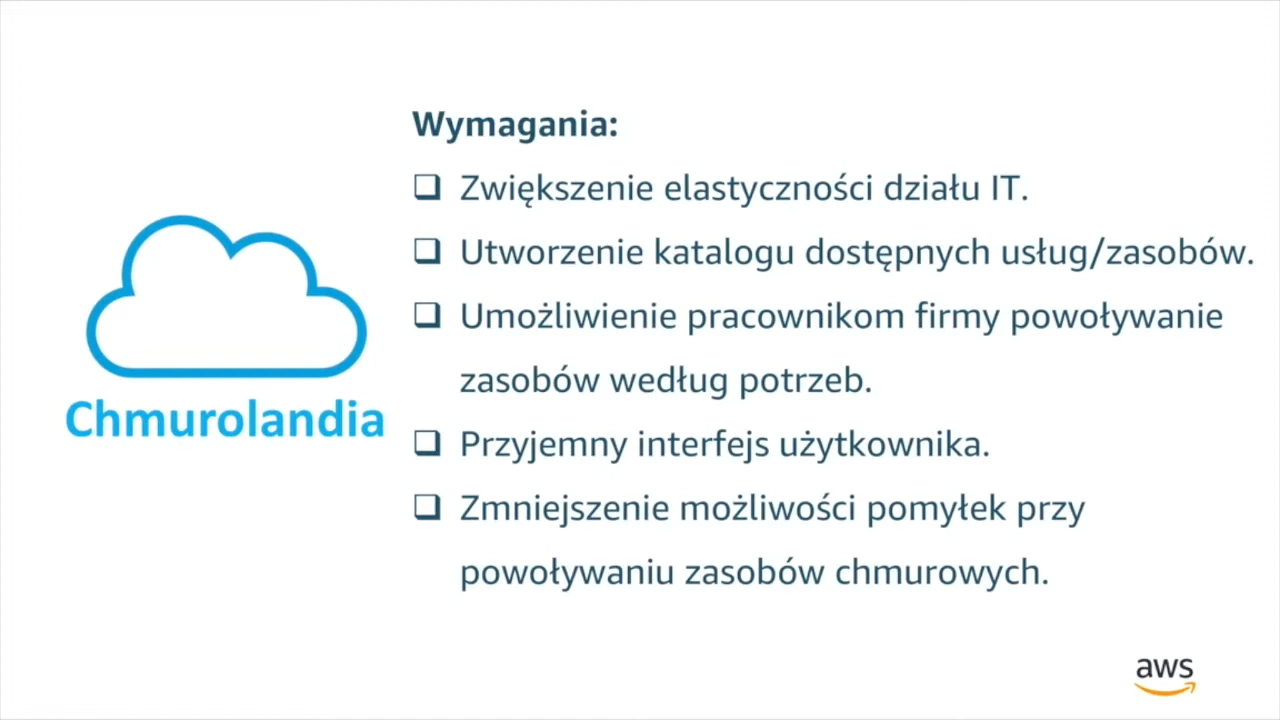 Wymagania:
❑ Zwiększenie elastyczności działu IT.
❑ Utworzenie katalogu dostępnych usług/zasobów.
❑ Umożliwienie pracownikom firmy powoływanie
zasobów według potrzeb.
❑ Przyjemny interfejs użytkownika.
❑ Zmniejszenie możliwości pomyłek przy
powoływaniu zasobów chmurowych.
Chmurolandia
aws